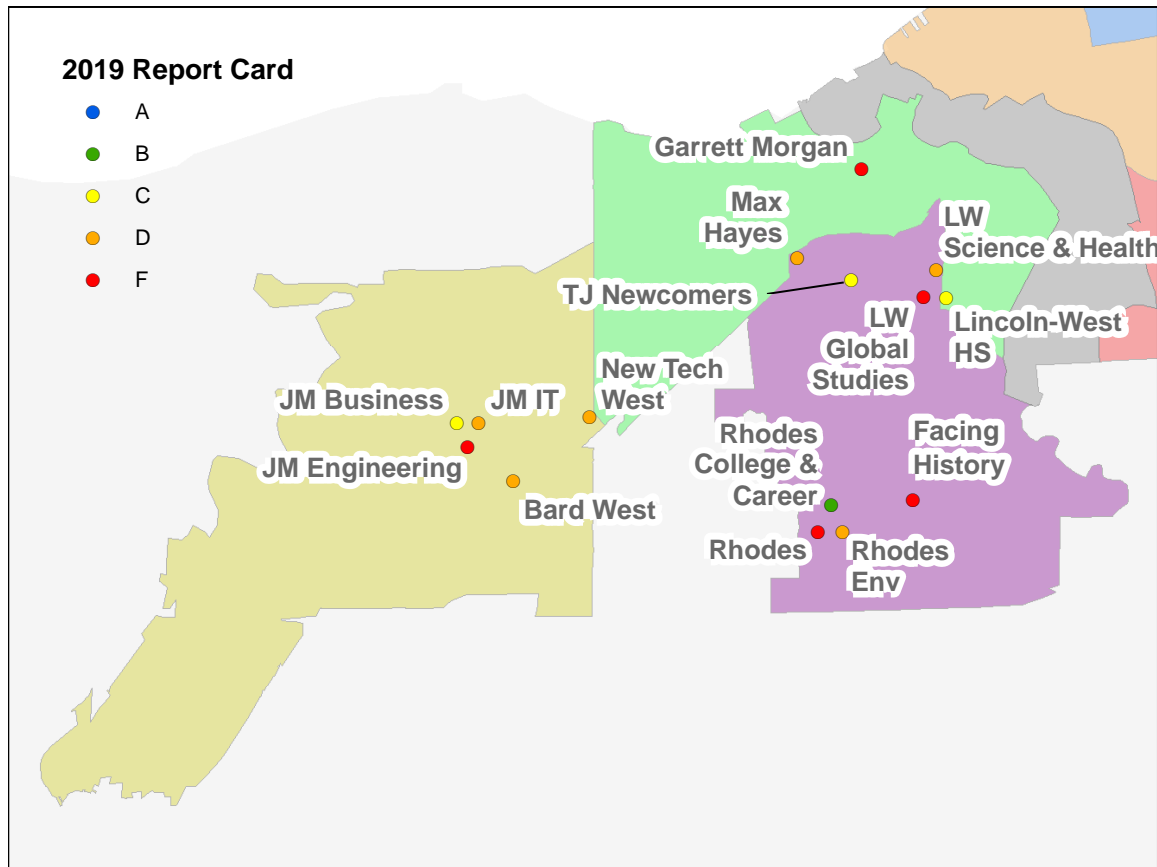 2019 Report Card
A
B
C
D
F
Garrett Morgan
Max
Hayes
LW
Science & Health
TJ Newcomers
LW
Global
Studies
Lincoln-West
HS
New Tech
West
JM Business
JM IT
JM Engineering
Bard West
Rhodes
College &
Career
Facing
History
Rhodes
Rhodes
Env